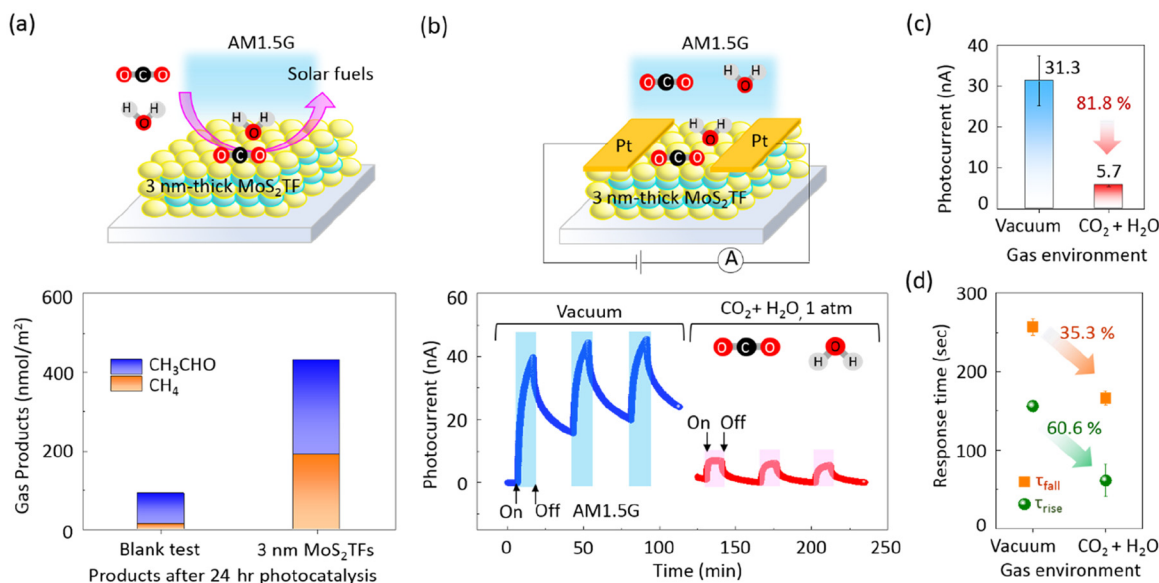 (a)
AM1.5G
O C O
Solar fuels
H H
O
H H
O
O C O
3 nm-thick MoS₂TF
600
400
200
0
Gas Products (nmol/m²)
CH₃CHO
CH₄
Blank test
3 nm MoS₂TFs
Products after 24 hr photocatalysis
(b)
AM1.5G
O C O
H H
O
H H
O
Pt
O C O
Pt
3 nm-thick MoS₂TF
A
60
40
20
0
Photocurrent (nA)
Vacuum
CO₂+ H₂O, 1 atm
O C O
O
H H
On Off
On Off
AM1.5G
0 50 100 150 200 250
Time (min)
(c)
40
30
20
10
0
Photocurrent (nA)
31.3
81.8 %
5.7
Vacuum
CO₂ + H₂O
Gas environment
(d)
300
200
100
0
Response time (sec)
35.3 %
60.6 %
τfall
τrise
Vacuum
CO₂ + H₂O
Gas environment